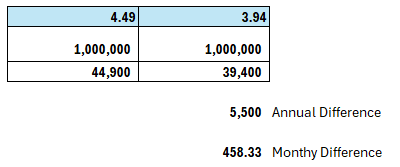 4.49 3.94
1,000,000 1,000,000
44,900 39,400
5,500 Annual Difference
458.33 Monthy Difference